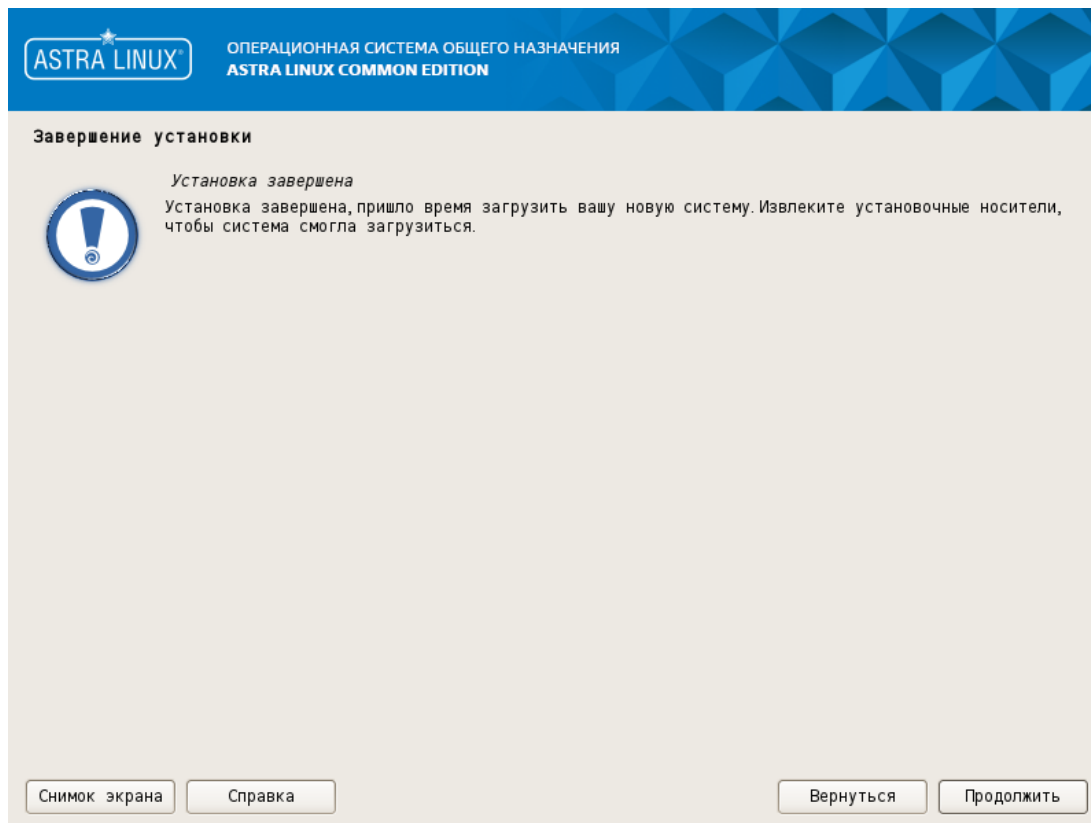 ASTRA LINUX®
ОПЕРАЦИОННАЯ СИСТЕМА ОБЩЕГО НАЗНАЧЕНИЯ
ASTRA LINUX COMMON EDITION
Завершение установки
Установка завершена
Установка завершена, пришло время загрузить вашу новую систему. Извлеките установочные носители,
чтобы система смогла загрузиться.
Снимок экрана Справка Вернуться Продолжить